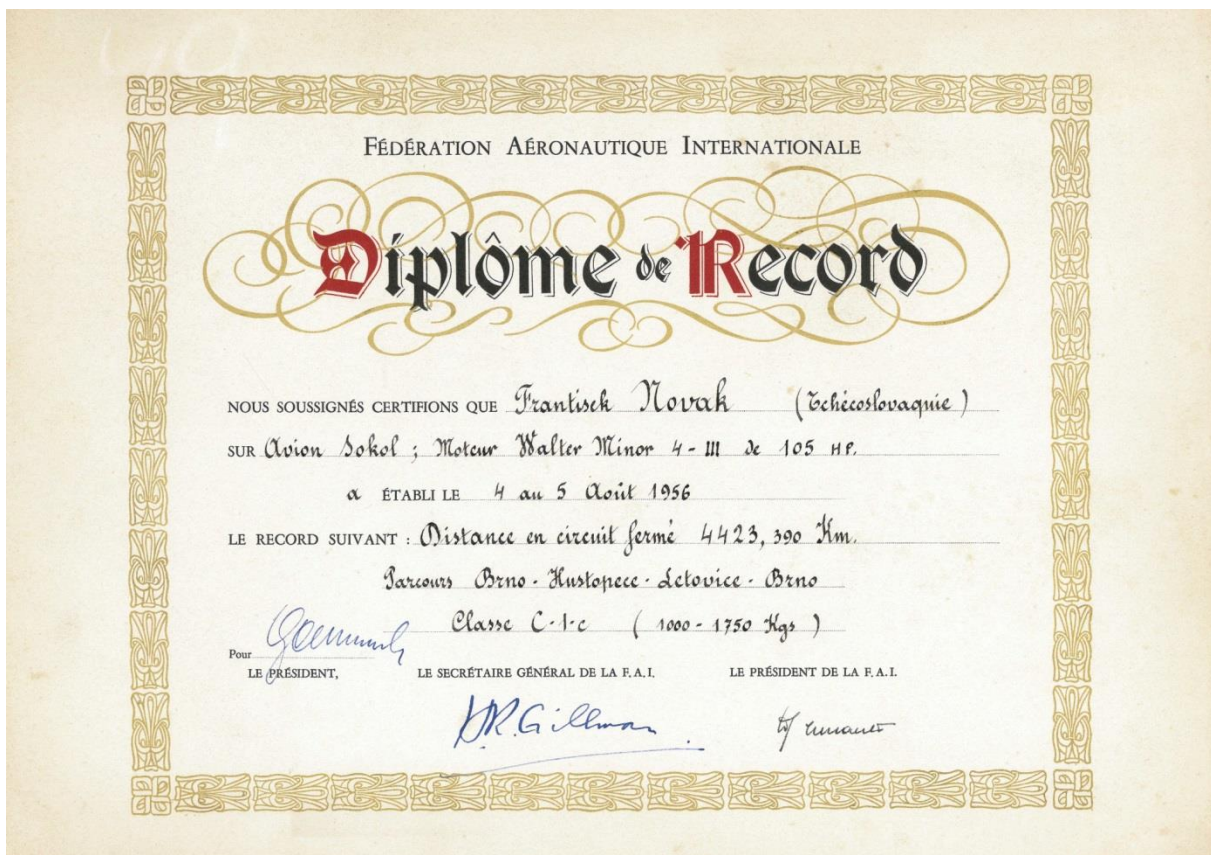 FÉDÉRATION AÉRONAUTIQUE INTERNATIONALE
Diplôme de Record
NOUS SOUSSIGNÉS CERTIFIONS QUE Frantisek Novak (Tchécoslovaquie)
SUR Avion Sokol ; Moteur Walter Minor 4-III de 105 HP.
a ÉTABLI LE 4 au 5 Août 1956
LE RECORD SUIVANT : Distance en circuit fermé 4423,390 Km.
Parcours Brno - Hustopece - Letovice - Brno
Classe C-1-c ( 1000 - 1750 Kgs )
Pour
LE PRÉSIDENT, LE SECRÉTAIRE GÉNÉRAL DE LA F.A.I. LE PRÉSIDENT DE LA F.A.I.
H.R. Gillman